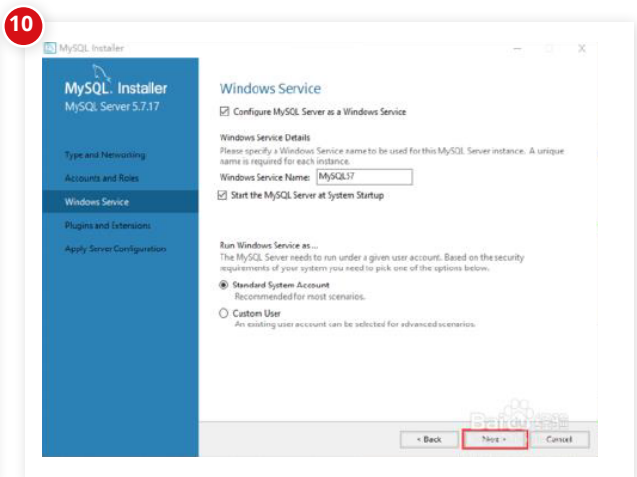 10
MySQL Installer
MySQL. Installer
MySQL Server 5.7.17
Type and Networking
Accounts and Roles
Windows Service
Plugins and Extensions
Apply Server Configuration
Windows Service
Configure MySQL Server as a Windows Service
Windows Service Details
Please specify a Windows Service name to be used for this MySQL Server instance. A unique
name is required for each instance.
Windows Service Name: MySQL57
Start the MySQL Server at System Startup
Run Windows Service as ...
The MySQL Server needs to run under a given user account. Based on the security
requirements of your system you need to pick one of the options below.
Standard System Account
Recommended for most scenarios.
Custom User
An existing user account can be selected for advanced scenarios.
Bai 经验
< Back Next > Cancel